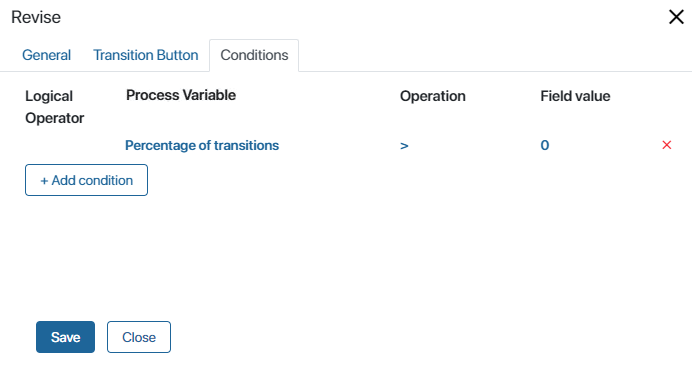 Revise
General Transition Button Conditions
Logical Operator Process Variable Operation Field value
Percentage of transitions > 0
+ Add condition
Save Close